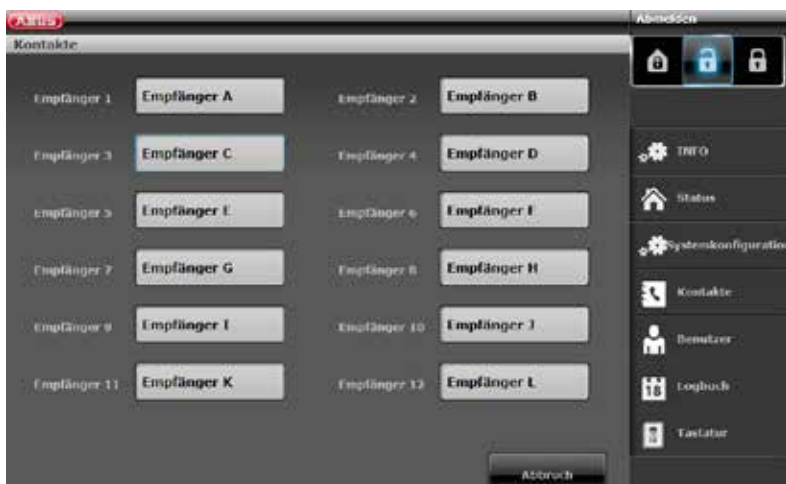 ABUS
Abmelden
Kontakte
Empfänger 1 Empfänger A Empfänger 2 Empfänger B
Empfänger 3 Empfänger C Empfänger 4 Empfänger D
Empfänger 5 Empfänger E Empfänger 6 Empfänger F
Empfänger 7 Empfänger G Empfänger 8 Empfänger H
Empfänger 9 Empfänger I Empfänger 10 Empfänger J
Empfänger 11 Empfänger K Empfänger 12 Empfänger L
Abbruch
INFO
Status
Systemkonfiguration
Kontakte
Benutzer
18 Logbuch
Tastatur